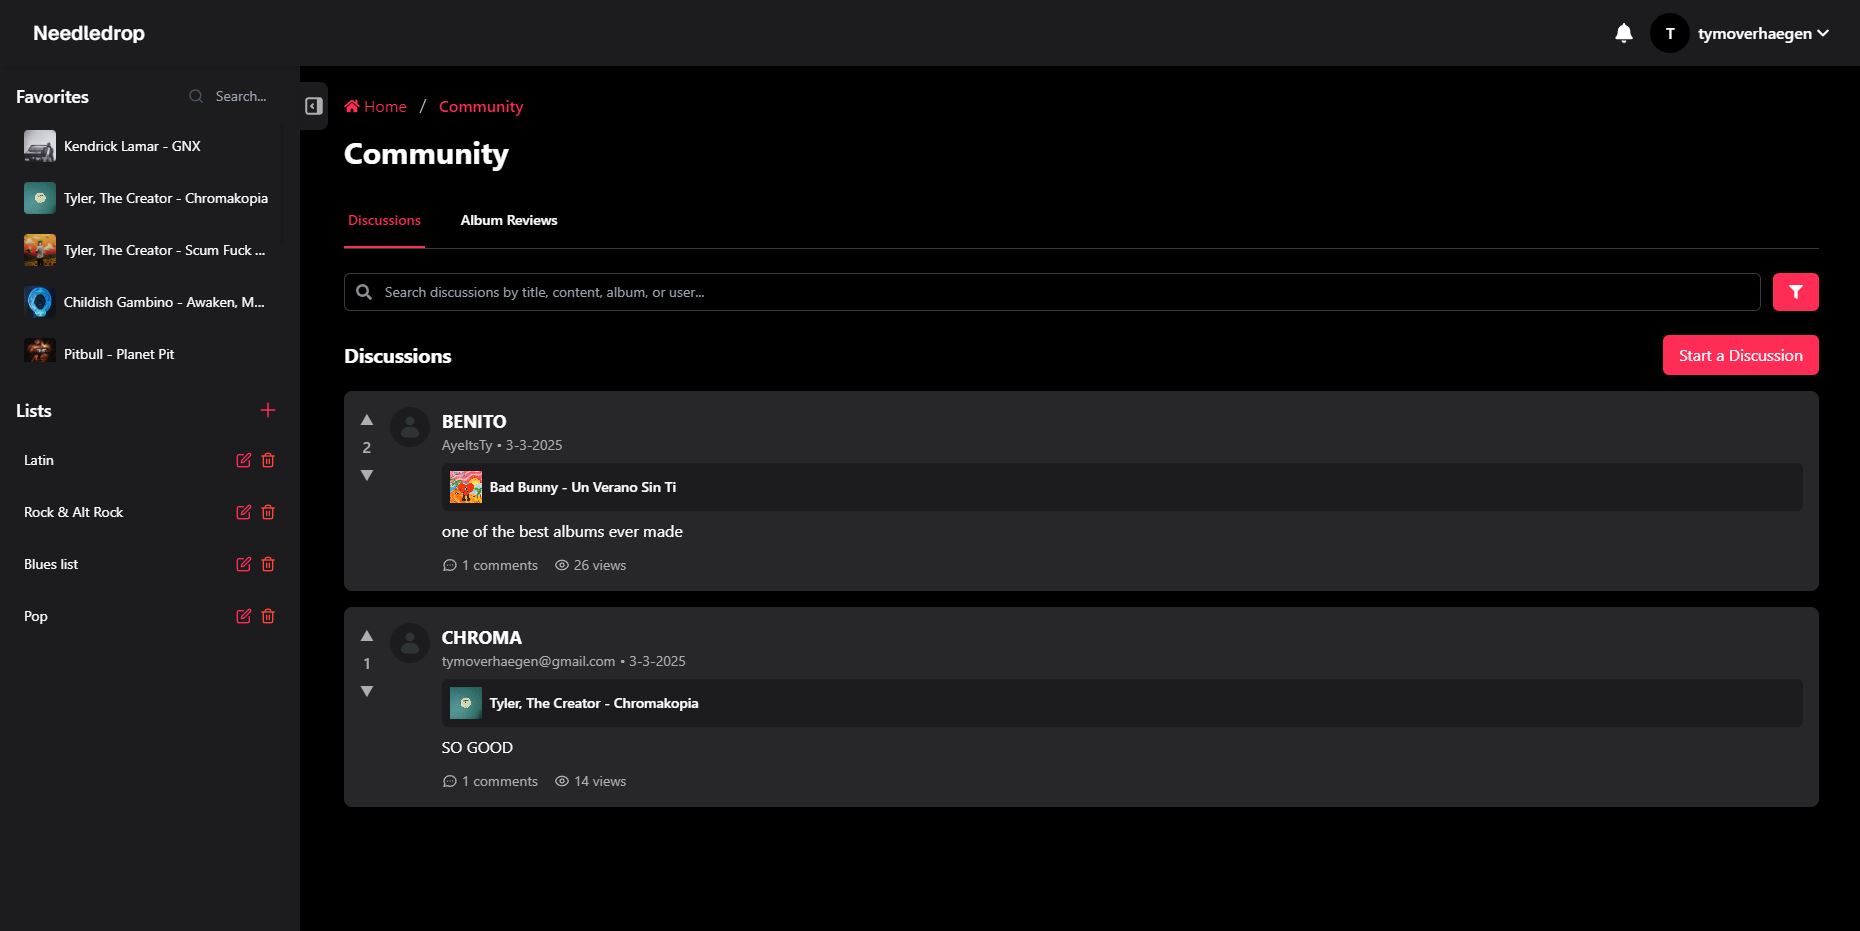 Needledrop
T
tymoverhaegen
Favorites
Search...
Kendrick Lamar - GNX
Tyler, The Creator - Chromakopia
Tyler, The Creator - Scum Fuck ...
Childish Gambino - Awaken, M...
Pitbull - Planet Pit
Lists
Latin
Rock & Alt Rock
Blues list
Pop
Home / Community
Community
Discussions Album Reviews
Search discussions by title, content, album, or user...
Discussions
Start a Discussion
2
BENITO
AyeItsTy • 3-3-2025
Bad Bunny - Un Verano Sin Ti
one of the best albums ever made
1 comments 26 views
1
CHROMA
tymoverhaegen@gmail.com • 3-3-2025
Tyler, The Creator - Chromakopia
SO GOOD
1 comments 14 views